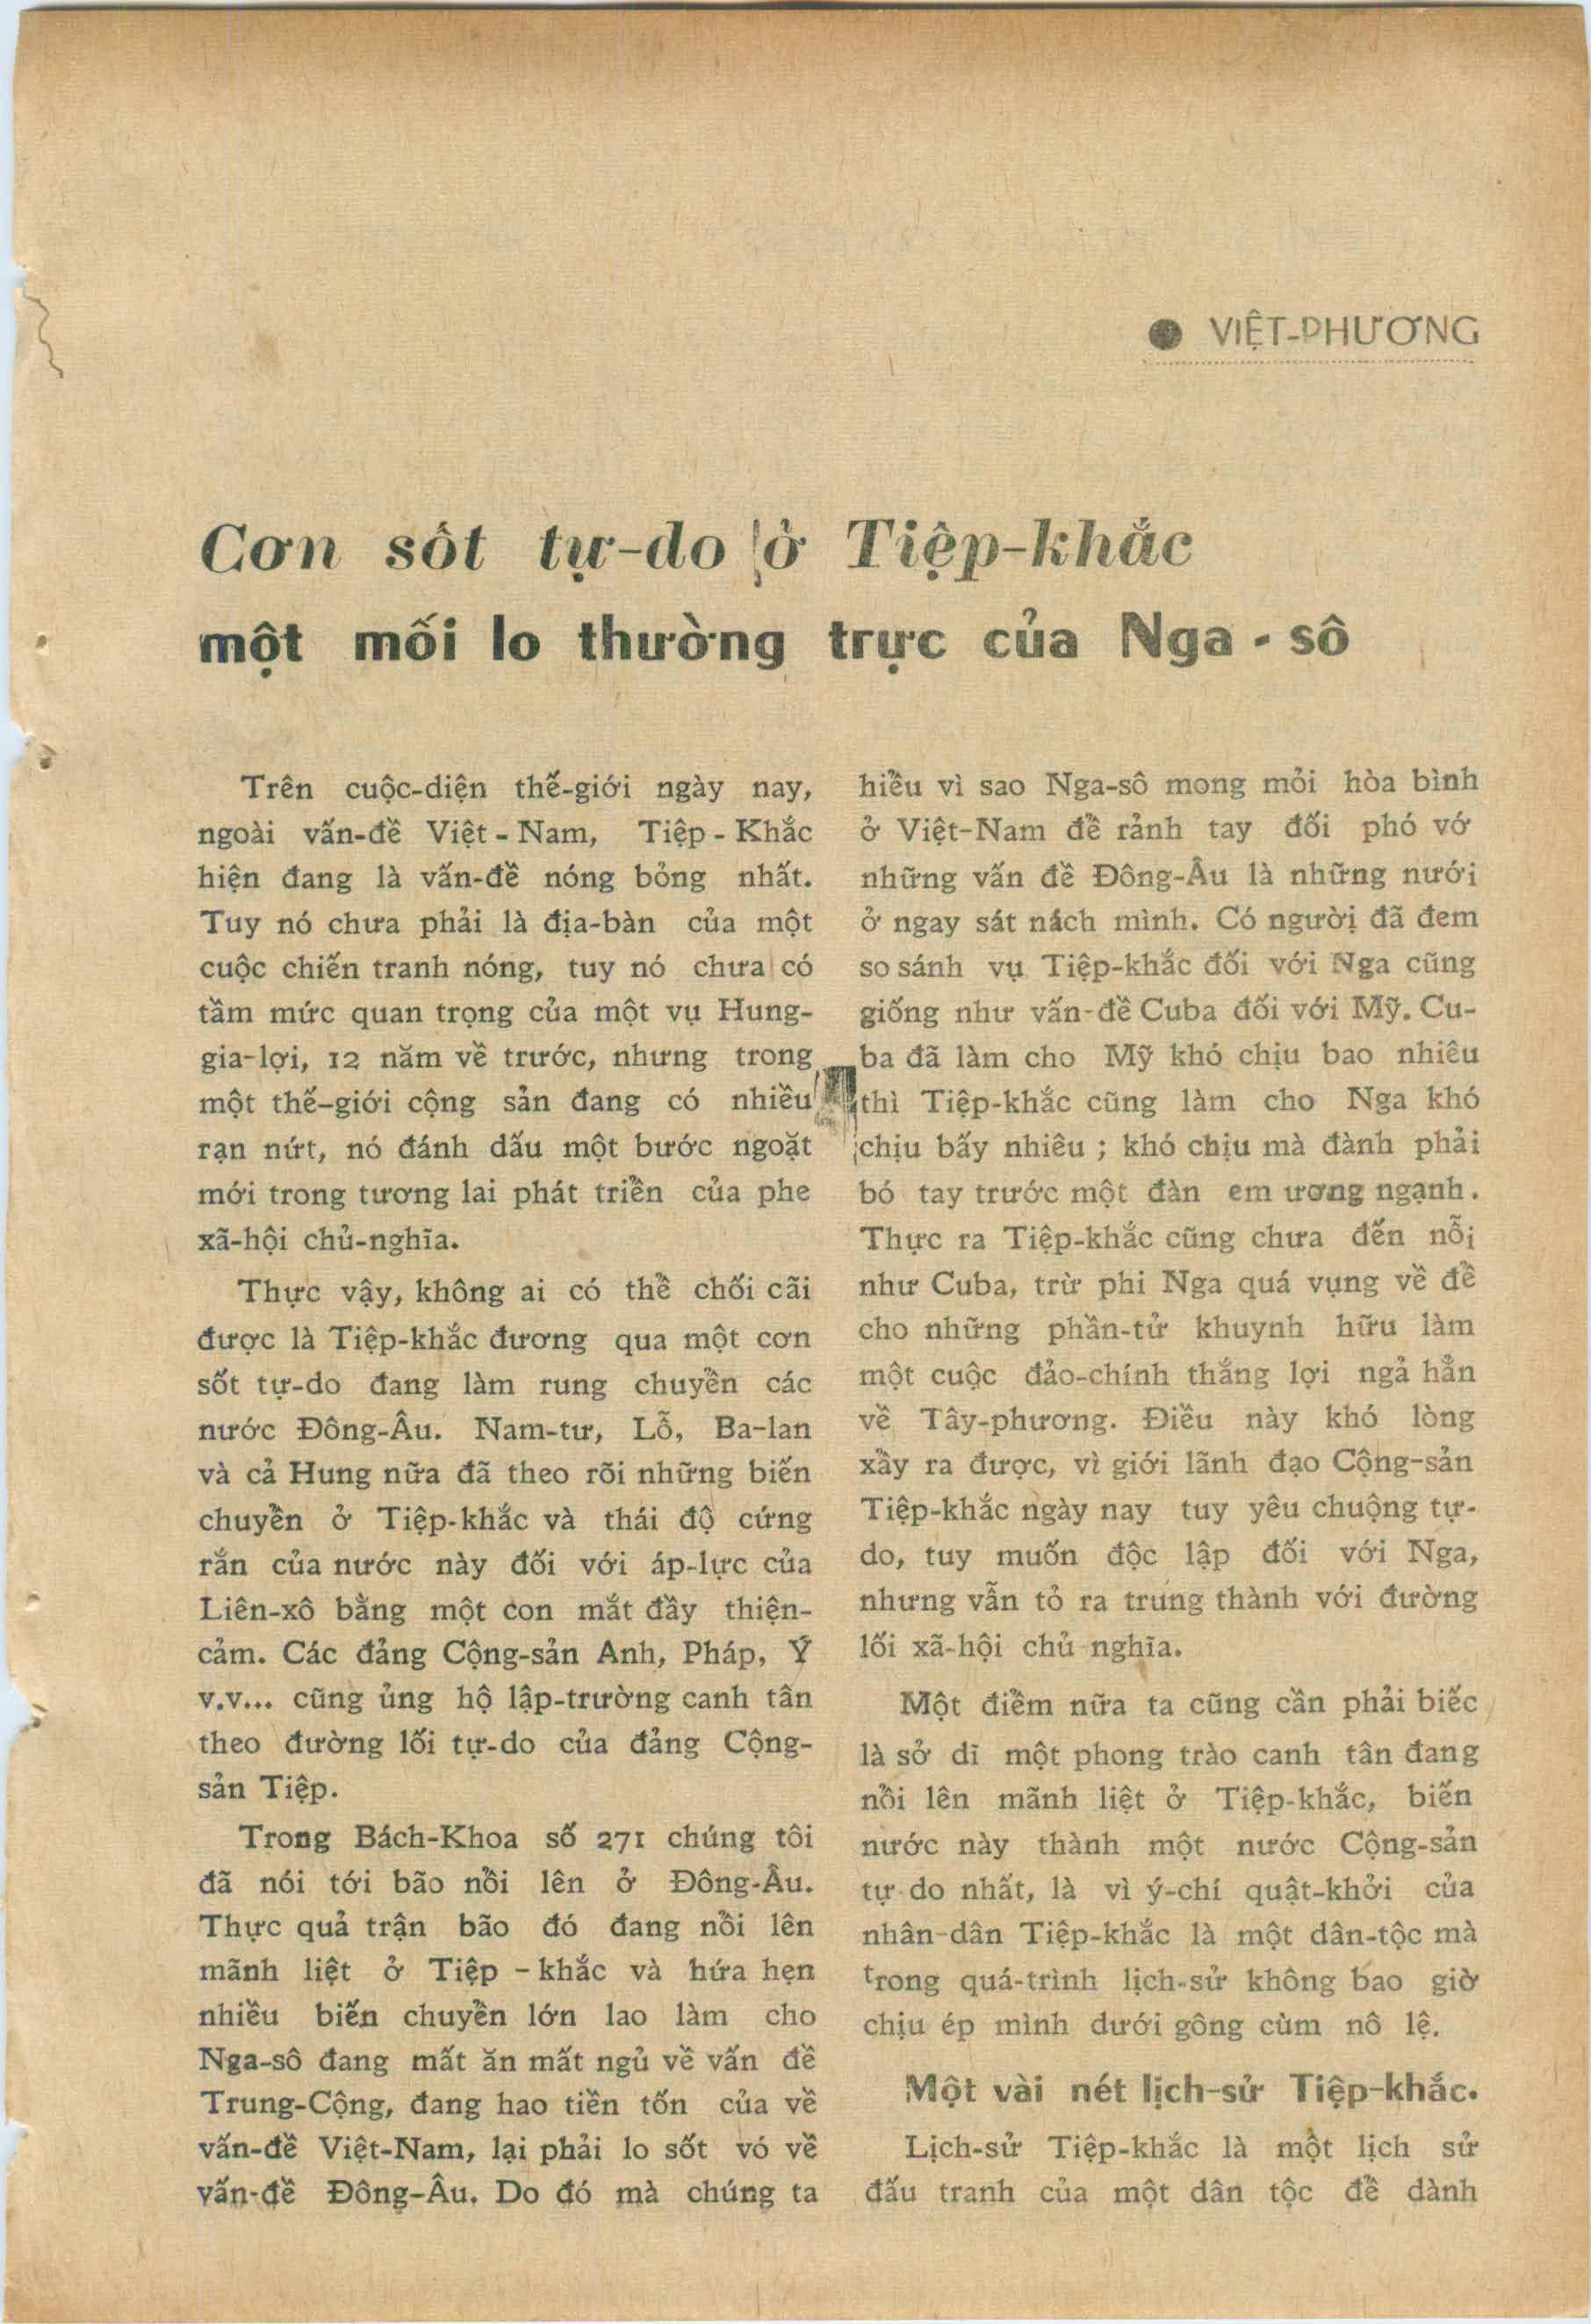 ● VIỆT-PHƯƠNG
Cơn sốt tự-do ở Tiệp-khắc
một mối lo thường trực của Nga-sô
Trên cuộc-diện thế-giới ngày nay,
ngoài vấn-đề Việt-Nam, Tiệp-Khắc
hiện đang là vấn-đề nóng bỏng nhất.
Tuy nó chưa phải là địa-bàn của một
cuộc chiến tranh nóng, tuy nó chưa có
tầm mức quan trọng của một vụ Hung-
gia-lợi, 12 năm về trước, nhưng trong
một thế-giới cộng sản đang có nhiều
rạn nứt, nó đánh dấu một bước ngoặt
mới trong tương lai phát triển của phe
xã-hội chủ-nghĩa.
Thực vậy, không ai có thể chối cãi
được là Tiệp-khắc đương qua một cơn
sốt tự-do đang làm rung chuyển các
nước Đông-Âu. Nam-tư, Lỗ, Ba-lan
và cả Hung nữa đã theo rõi những biến
chuyển ở Tiệp-khắc và thái độ cứng
rắn của nước này đối với áp-lực của
Liên-xô bằng một con mắt đầy thiện-
cảm. Các đảng Cộng-sản Anh, Pháp, Ý
v.v... cũng ủng hộ lập-trường canh tân
theo đường lối tự-do của đảng Cộng-
sản Tiệp.
Trong Bách-Khoa số 271 chúng tôi
đã nói tới bão nổi lên ở Đông-Âu.
Thực quả trận bão đó đang nổi lên
mãnh liệt ở Tiệp-khắc và hứa hẹn
nhiều biến chuyển lớn lao làm cho
Nga-sô đang mất ăn mất ngủ về vấn đề
Trung-Cộng, đang hao tiền tốn của về
vấn-đề Việt-Nam, lại phải lo sốt vó về
vấn-đề Đông-Âu. Do đó mà chúng ta
hiểu vì sao Nga-sô mong mỏi hòa bình
ở Việt-Nam để rảnh tay đối phó vớ
những vấn đề Đông-Âu là những nưới
ở ngay sát nách mình. Có người đã đem
so sánh vụ Tiệp-khắc đối với Nga cũng
giống như vấn-đề Cuba đối với Mỹ. Cu-
ba đã làm cho Mỹ khó chịu bao nhiêu
thì Tiệp-khắc cũng làm cho Nga khó
chịu bấy nhiêu ; khó chịu mà đành phải
bó tay trước một đàn em ương ngạnh.
Thực ra Tiệp-khắc cũng chưa đến nỗi
như Cuba, trừ phi Nga quá vụng về để
cho những phần-tử khuynh hữu làm
một cuộc đảo-chính thắng lợi ngả hẳn
về Tây-phương. Điều này khó lòng
xẩy ra được, vì giới lãnh đạo Cộng-sản
Tiệp-khắc ngày nay tuy yêu chuộng tự-
do, tuy muốn độc lập đối với Nga,
nhưng vẫn tỏ ra trung thành với đường
lối xã-hội chủ nghĩa.
Một điểm nữa ta cũng cần phải biếc
là sở dĩ một phong trào canh tân đang
nổi lên mãnh liệt ở Tiệp-khắc, biến
nước này thành một nước Cộng-sản
tự-do nhất, là vì ý-chí quật-khởi của
nhân-dân Tiệp-khắc là một dân-tộc mà
trong quá-trình lịch-sử không bao giờ
chịu ép mình dưới gông cùm nô lệ.
Một vài nét lịch-sử Tiệp-khắc.
Lịch-sử Tiệp-khắc là một lịch sử
đấu tranh của một dân tộc để dành